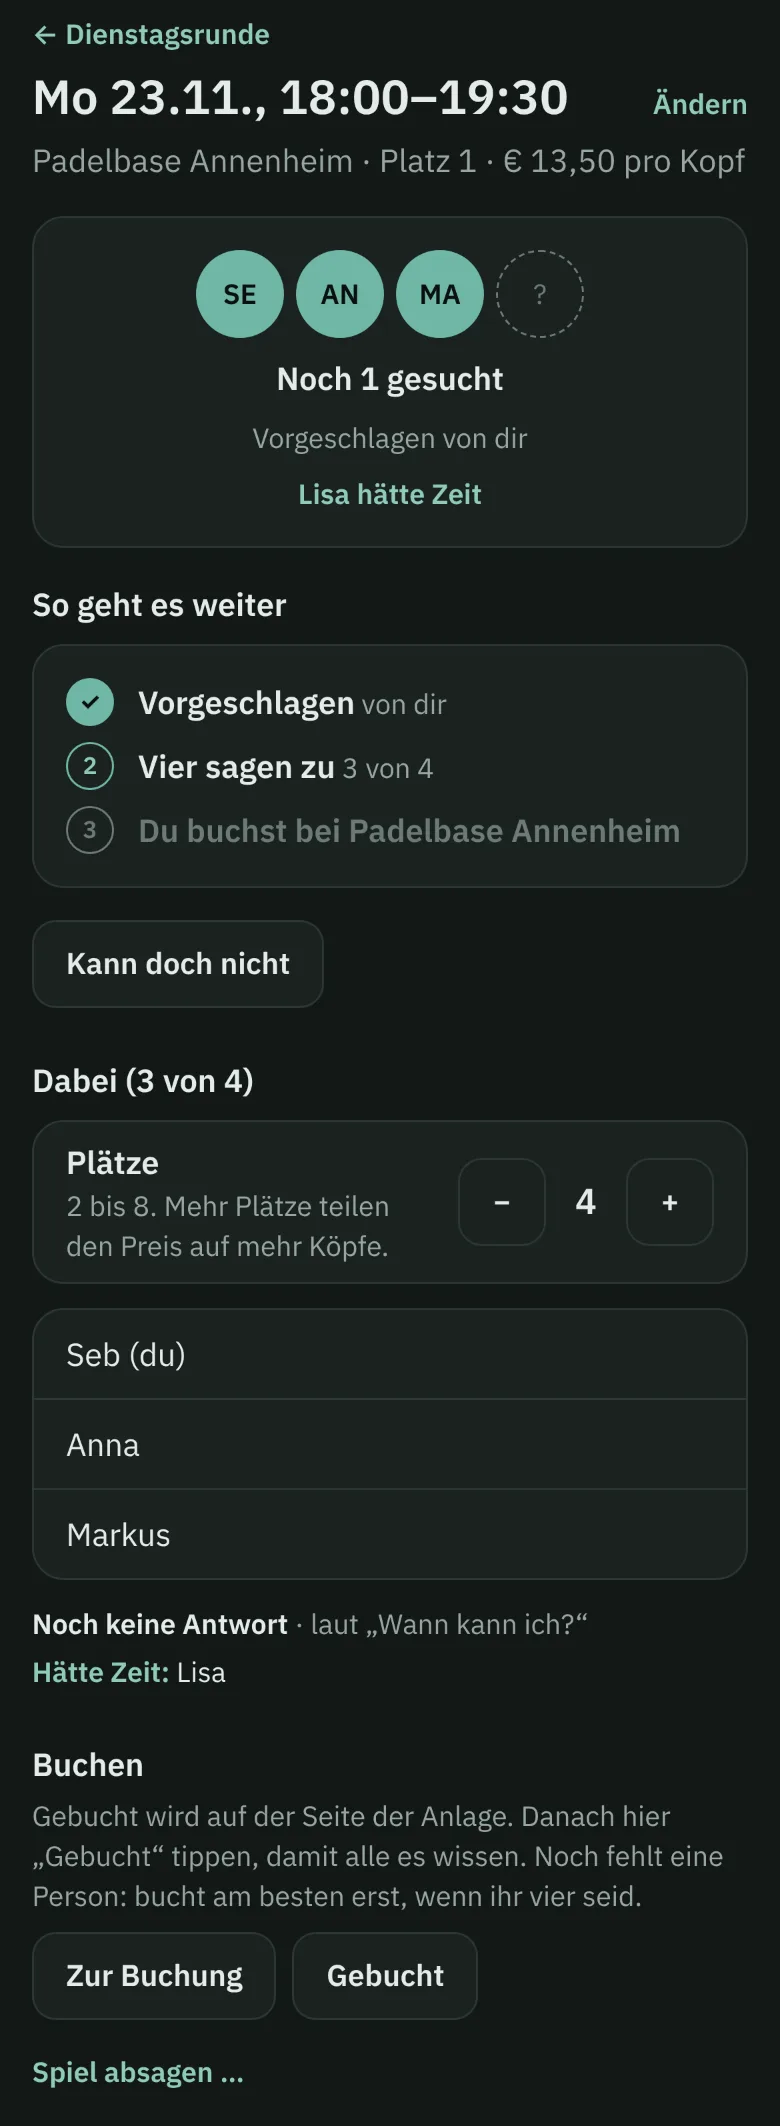 ← Dienstagsrunde
Mo 23.11., 18:00–19:30
Ändern
Padelbase Annenheim · Platz 1 · € 13,50 pro Kopf
SE AN MA ?
Noch 1 gesucht
Vorgeschlagen von dir
Lisa hätte Zeit
So geht es weiter
✓ Vorgeschlagen von dir
2 Vier sagen zu 3 von 4
3 Du buchst bei Padelbase Annenheim
Kann doch nicht
Dabei (3 von 4)
Plätze
2 bis 8. Mehr Plätze teilen
den Preis auf mehr Köpfe.
− 4 +
Seb (du)
Anna
Markus
Noch keine Antwort · laut „Wann kann ich?“
Hätte Zeit: Lisa
Buchen
Gebucht wird auf der Seite der Anlage. Danach hier
„Gebucht“ tippen, damit alle es wissen. Noch fehlt eine
Person: bucht am besten erst, wenn ihr vier seid.
Zur Buchung
Gebucht
Spiel absagen ...